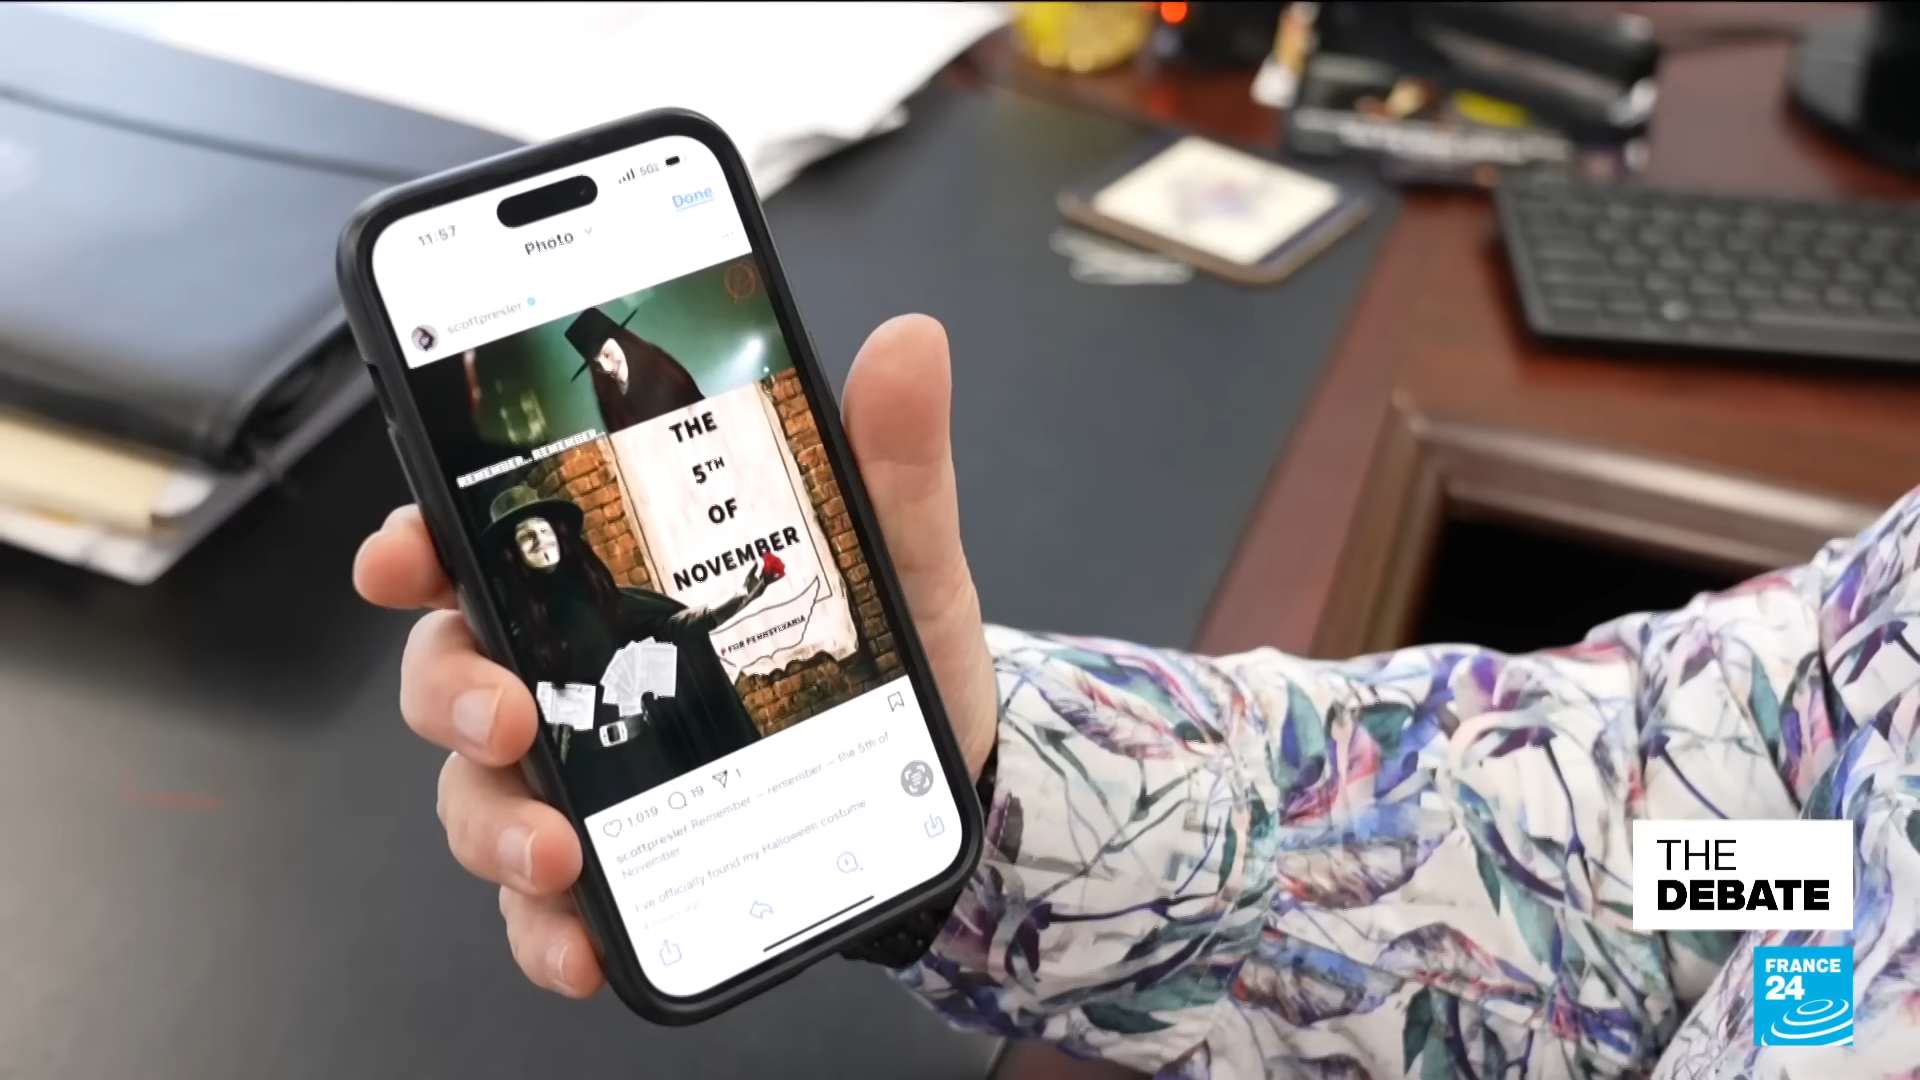 11:57
Done
Photo
scottpresler
REMEMBER... REMEMBER...
THE
5TH
OF
NOVEMBER
FOR PENNSYLVANIA
1,019 19 1
scottpresler Remember – remember – the 5th of
November
I've officially found my Halloween costume
THE
DEBATE
FRANCE
24